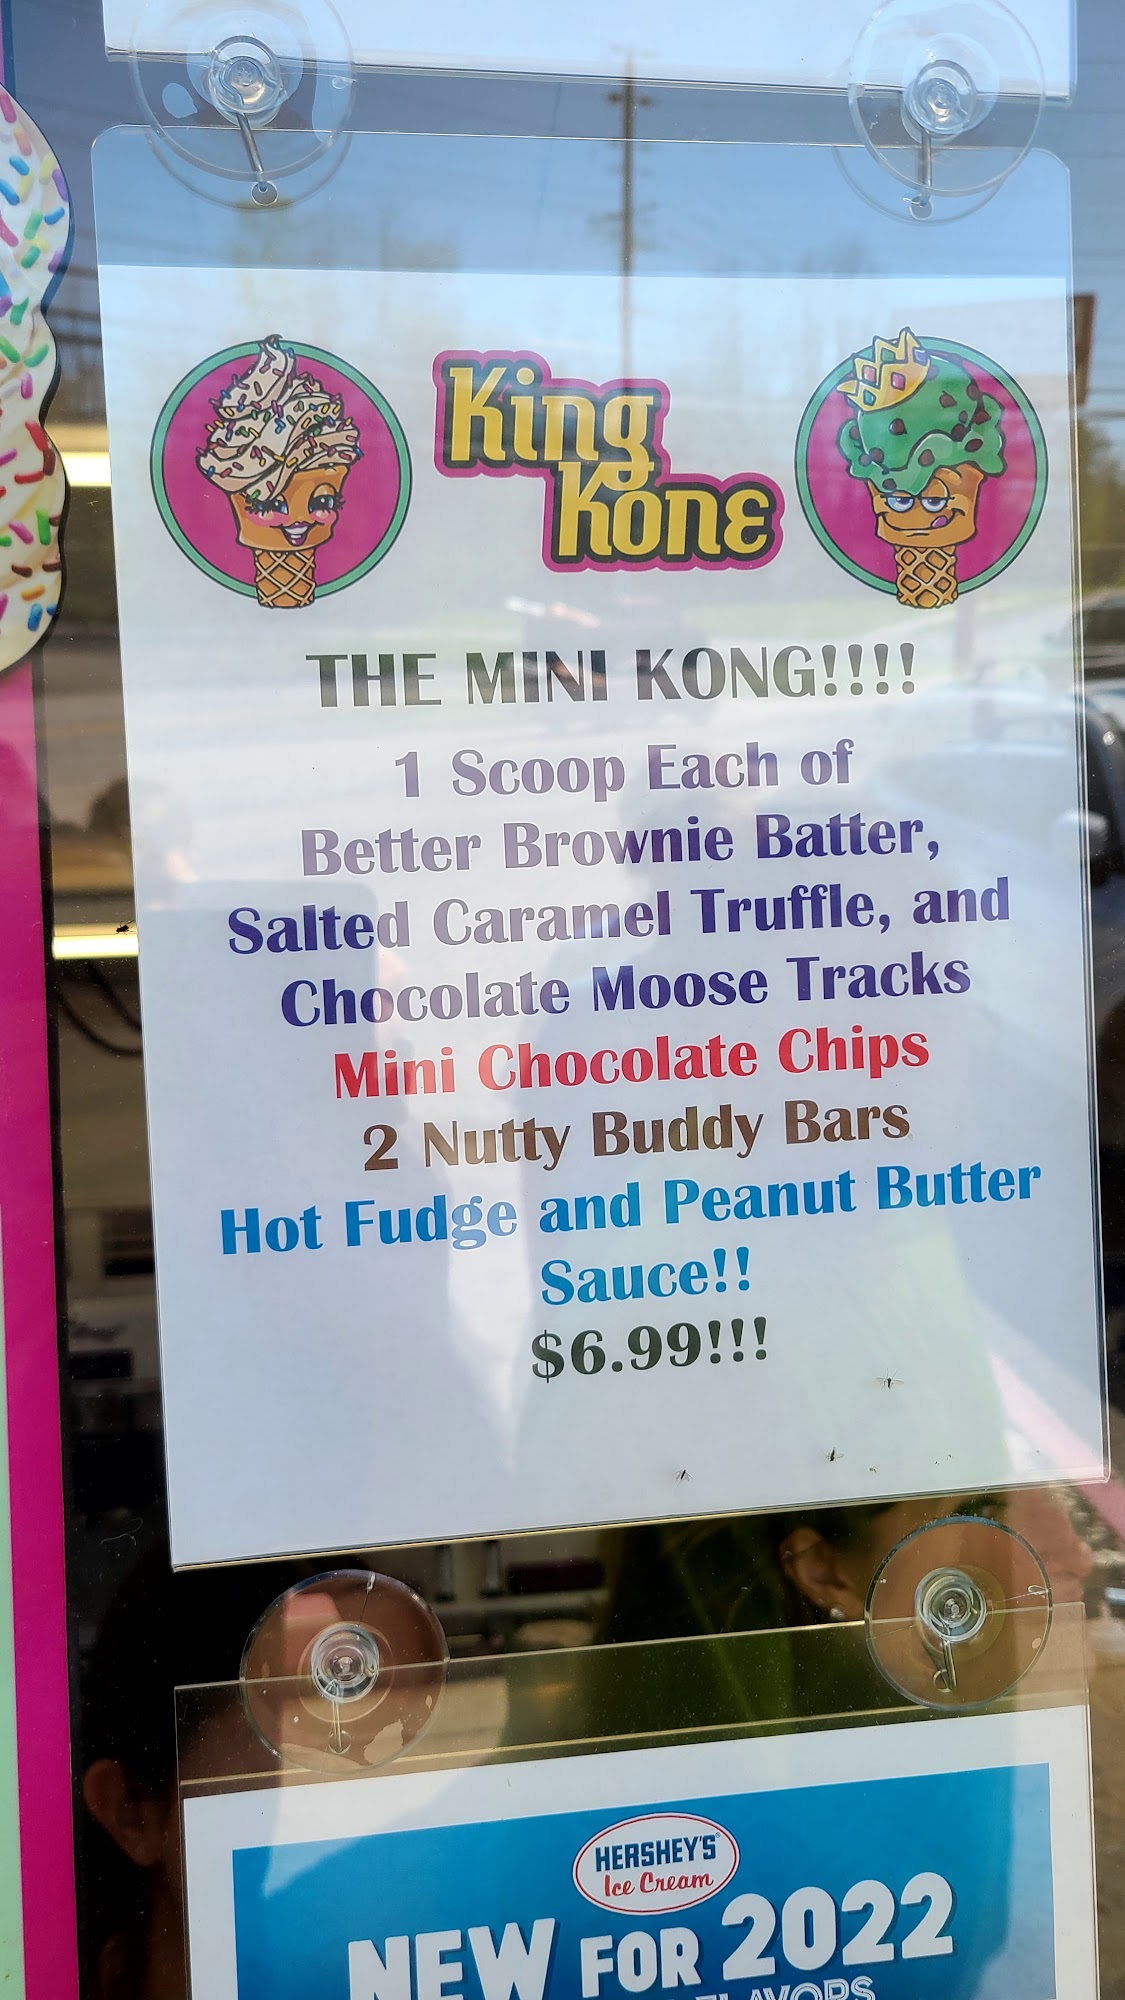 King
Kone
THE MINI KONG!!!!
1 Scoop Each of
Better Brownie Batter,
Salted Caramel Truffle, and
Chocolate Moose Tracks
Mini Chocolate Chips
2 Nutty Buddy Bars
Hot Fudge and Peanut Butter
Sauce!!
$6.99!!!
HERSHEY'S
Ice Cream
NEW FOR 2022
FLAVORS